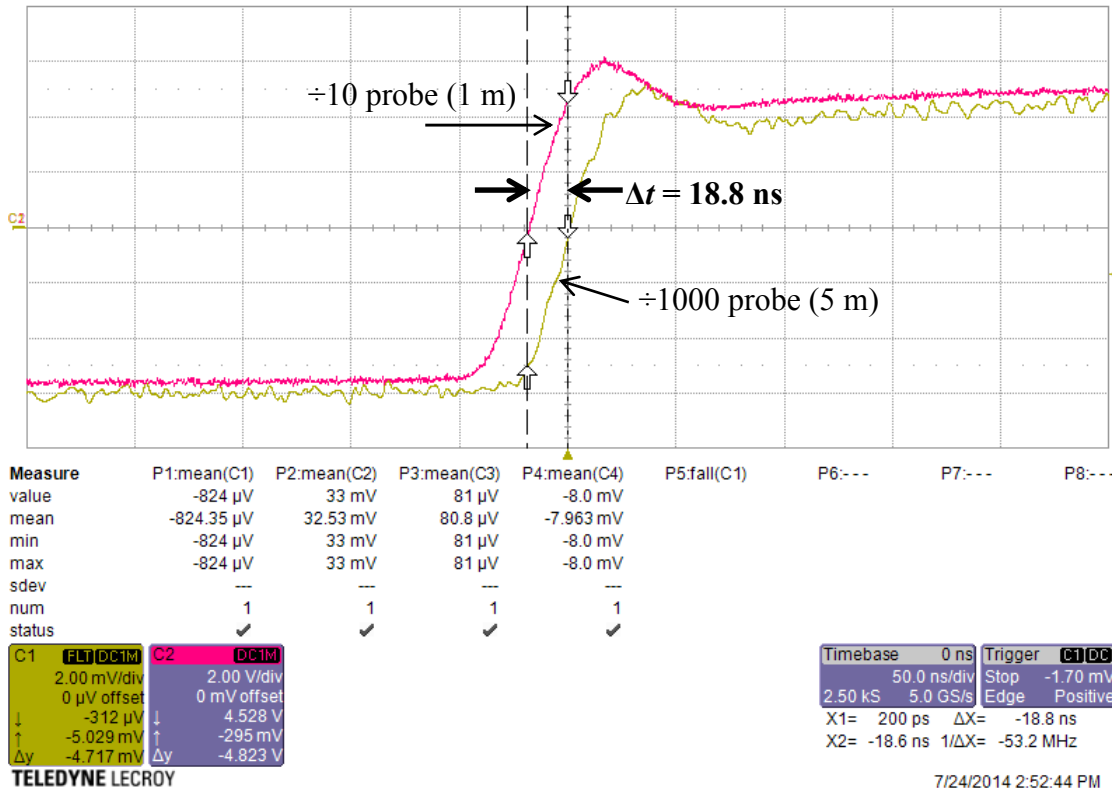 ÷10 probe (1 m)
Δt = 18.8 ns
C2
÷1000 probe (5 m)
Measure P1:mean(C1) P2:mean(C2) P3:mean(C3) P4:mean(C4) P5:fall(C1) P6:- - - P7:- - - P8:- - -
value -824 µV 33 mV 81 µV -8.0 mV
mean -824.35 µV 32.53 mV 80.8 µV -7.963 mV
min -824 µV 33 mV 81 µV -8.0 mV
max -824 µV 33 mV 81 µV -8.0 mV
sdev --- --- --- ---
num 1 1 1 1
status ✓ ✓ ✓ ✓
C1 FLT DC1M
2.00 mV/div
0 µV offset
↓ -312 µV
↑ -5.029 mV
Δy -4.717 mV
C2 DC1M
2.00 V/div
0 mV offset
↓ 4.528 V
↑ -295 mV
Δy -4.823 V
Timebase 0 ns
50.0 ns/div
2.50 kS 5.0 GS/s
Trigger C1 DC
Stop -1.70 mV
Edge Positive
X1= 200 ps ΔX= -18.8 ns
X2= -18.6 ns 1/ΔX= -53.2 MHz
TELEDYNE LECROY
7/24/2014 2:52:44 PM